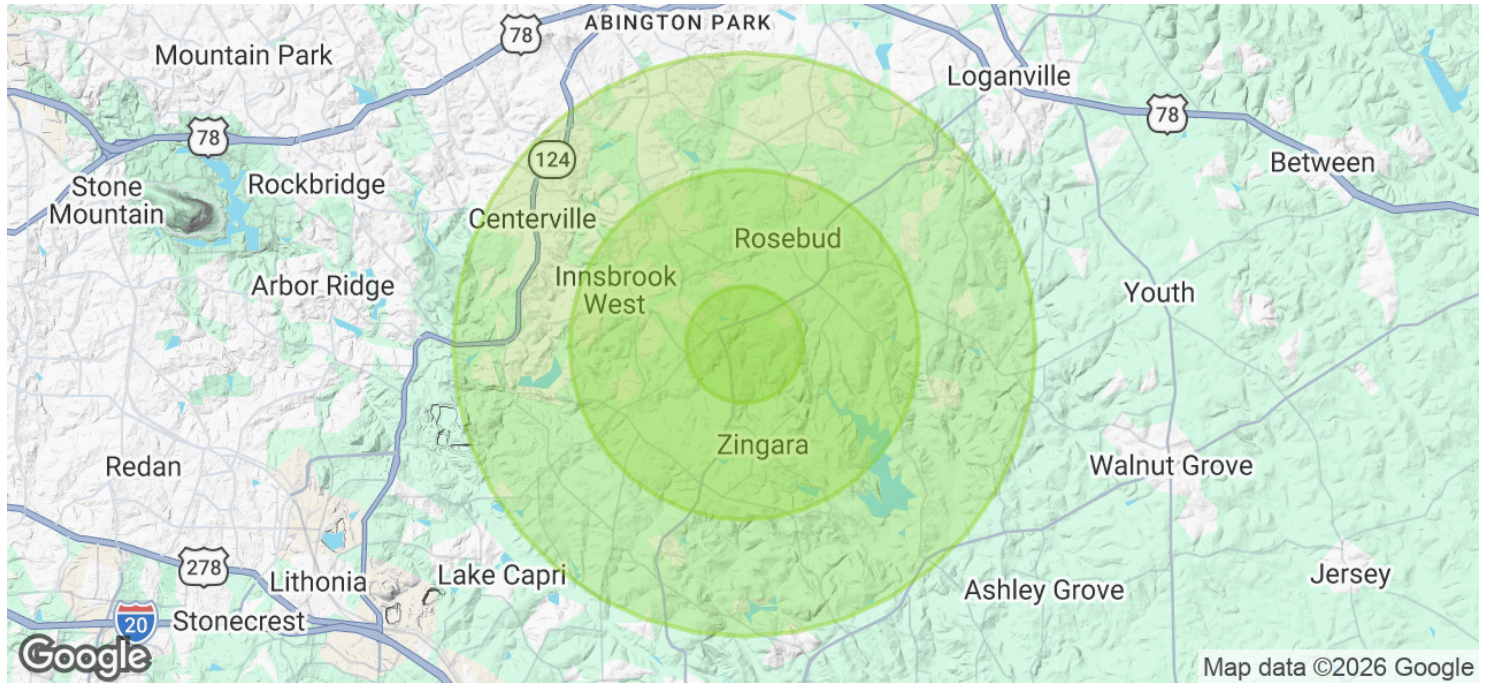 ABINGTON PARK
78
Mountain Park
Loganville
78
78
124
Between
Stone
Mountain
Rockbridge
Centerville
Rosebud
Innsbrook
West
Arbor Ridge
Youth
Zingara
Redan
Walnut Grove
278
Lithonia
Lake Capri
Ashley Grove
Jersey
20
Stonecrest
Google
Map data ©2026 Google